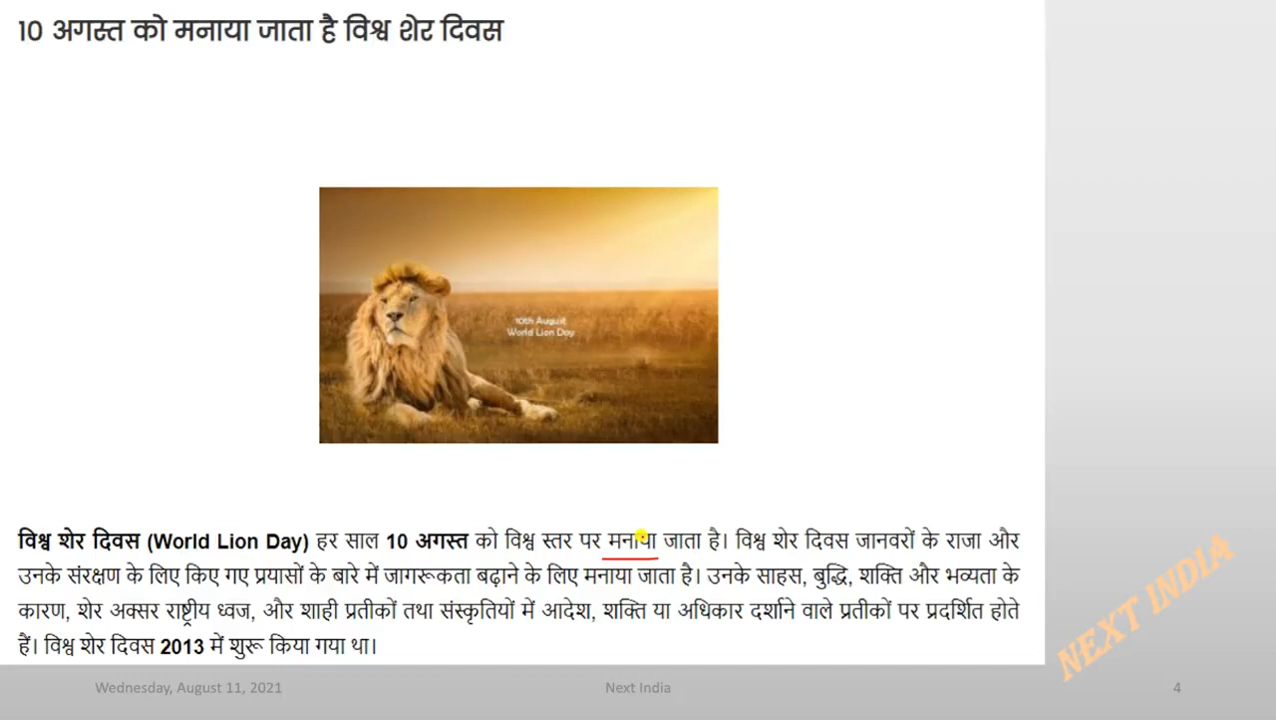 10 अगस्त को मनाया जाता है विश्व शेर दिवस
10th August
World Lion Day
विश्व शेर दिवस (World Lion Day) हर साल 10 अगस्त को विश्व स्तर पर मनाया जाता है। विश्व शेर दिवस जानवरों के राजा और
उनके संरक्षण के लिए किए गए प्रयासों के बारे में जागरूकता बढ़ाने के लिए मनाया जाता है। उनके साहस, बुद्धि, शक्ति और भव्यता के
कारण, शेर अक्सर राष्ट्रीय ध्वज, और शाही प्रतीकों तथा संस्कृतियों में आदेश, शक्ति या अधिकार दर्शाने वाले प्रतीकों पर प्रदर्शित होते
हैं। विश्व शेर दिवस 2013 में शुरू किया गया था।
NEXT INDIA
Wednesday, August 11, 2021
Next India
4